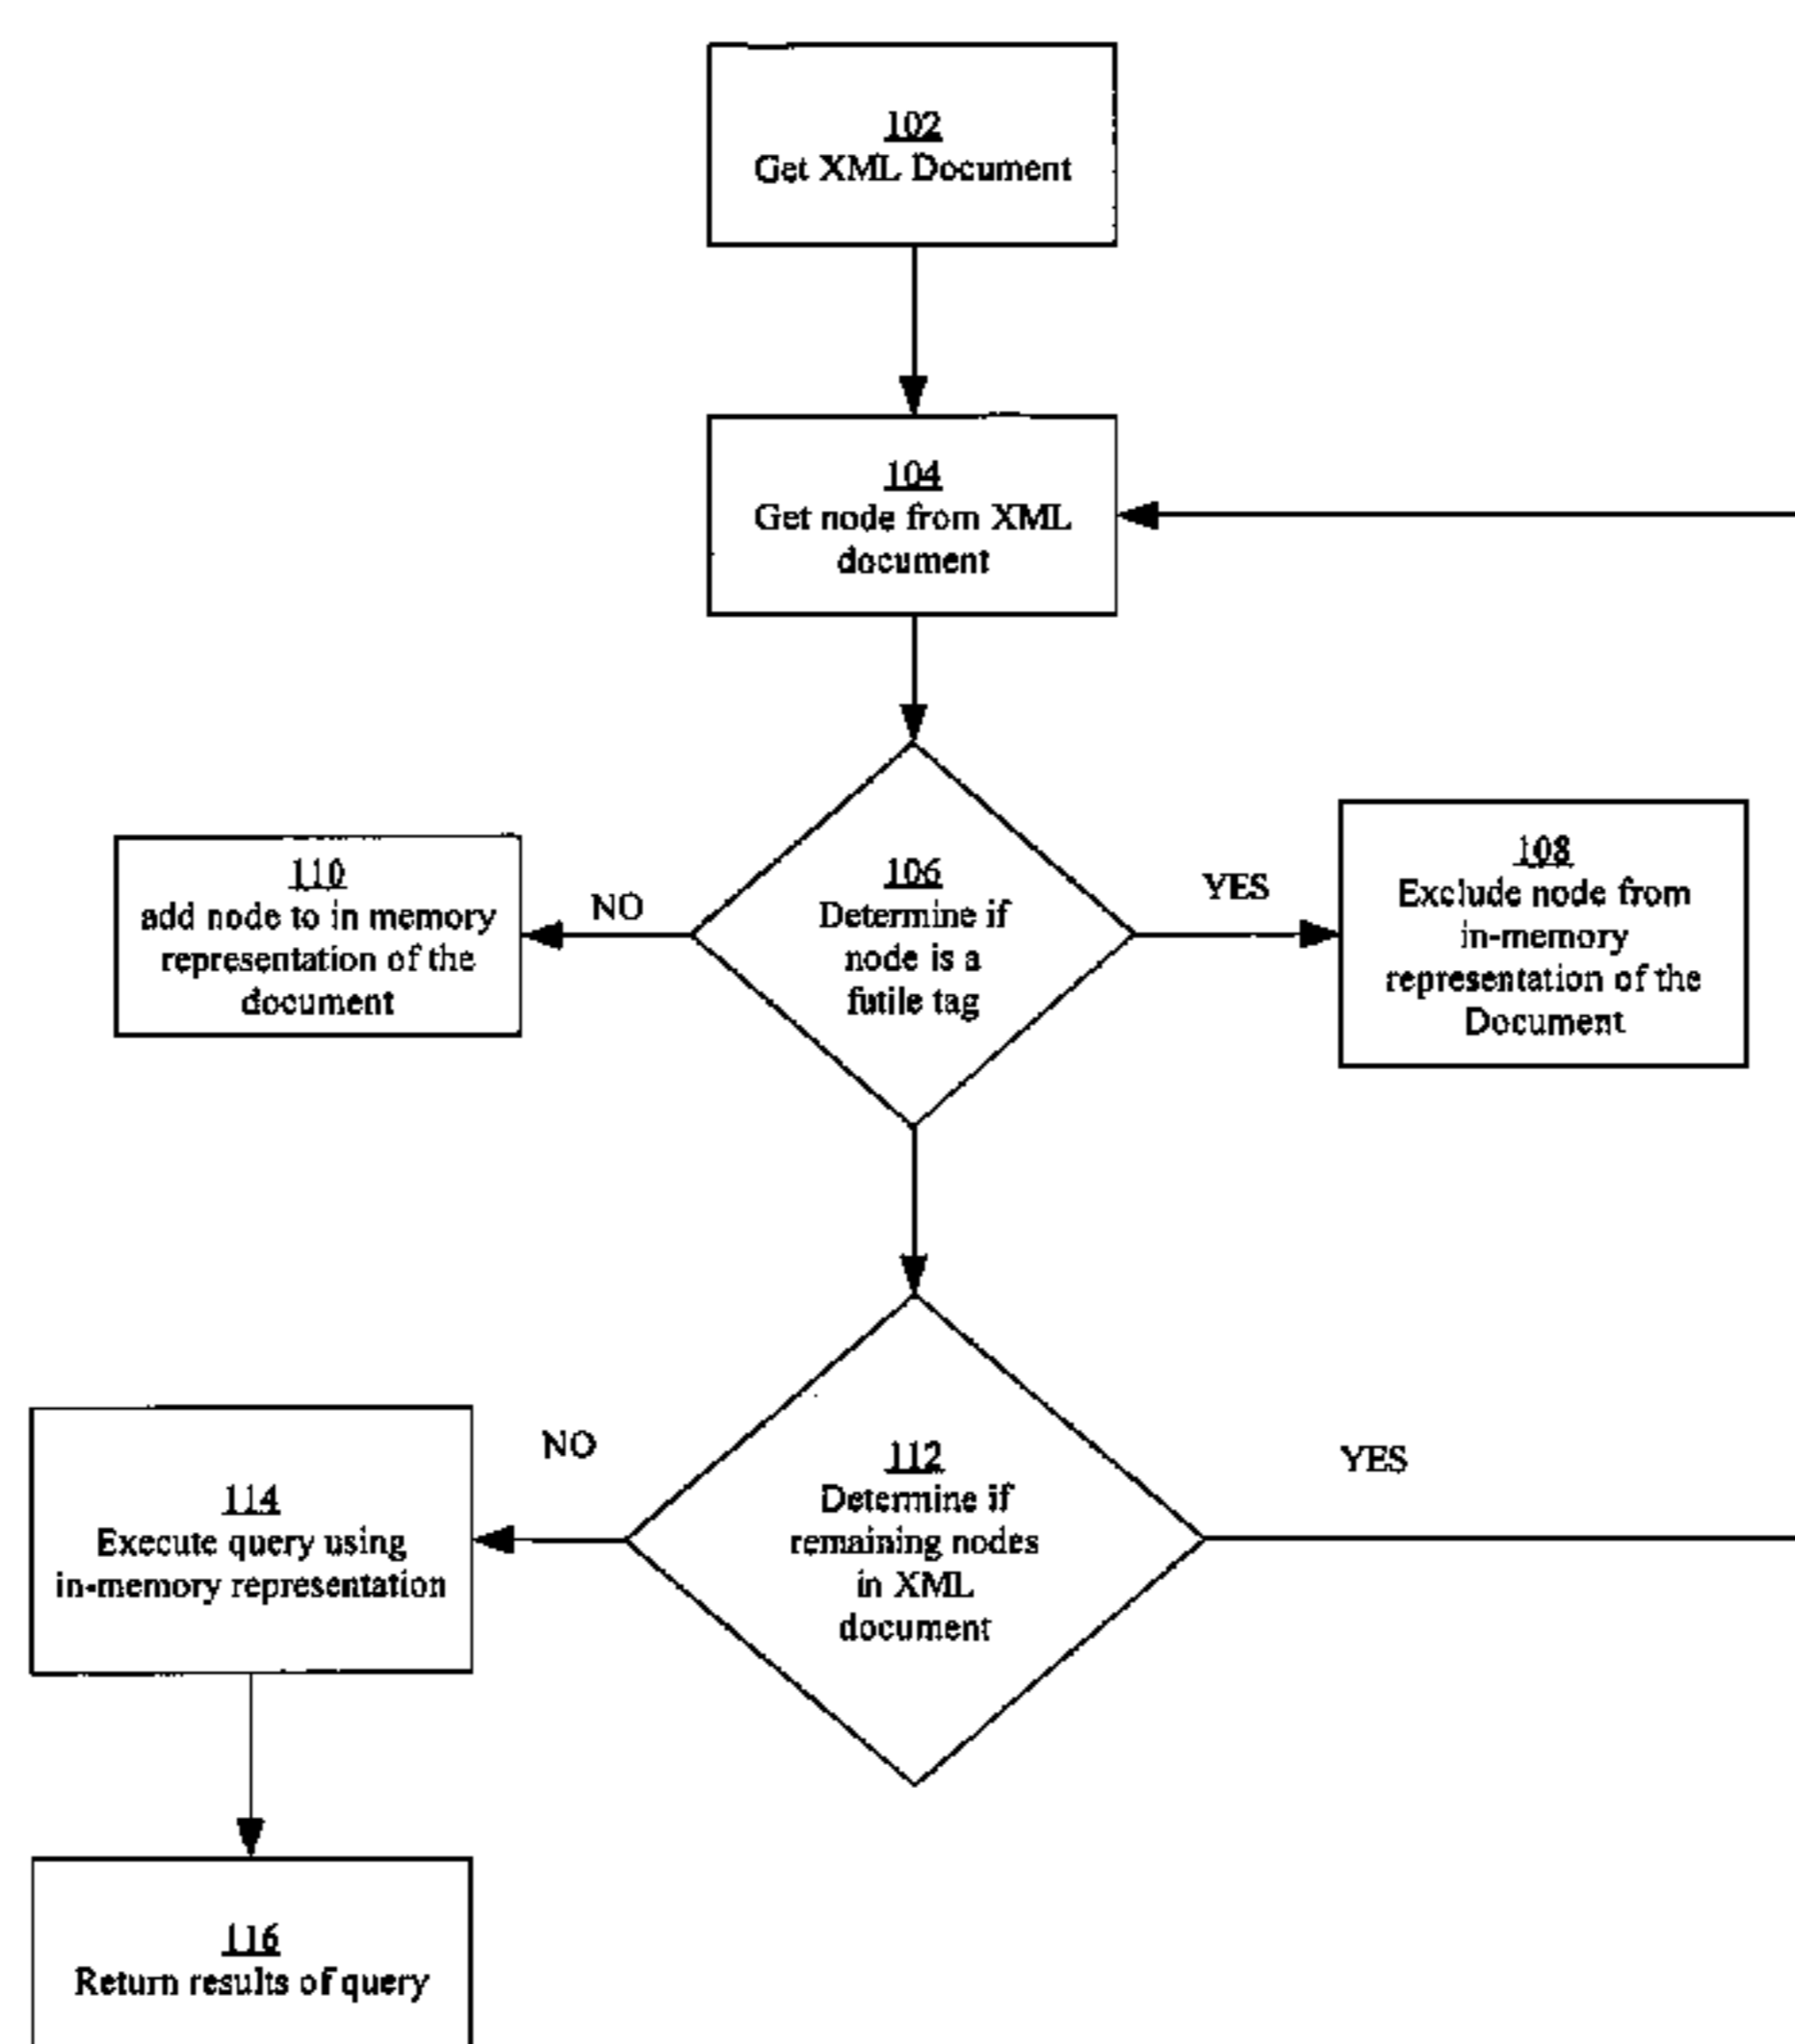 102
Get XML Document
104
Get node from XML
document
106
Determine if
node is a
futile tag
NO
YES
110
add node to in memory
representation of the
document
108
Exclude node from
in-memory
representation of the
Document
112
Determine if
remaining nodes
in XML
document
NO
YES
114
Execute query using
in-memory representation
116
Return results of query